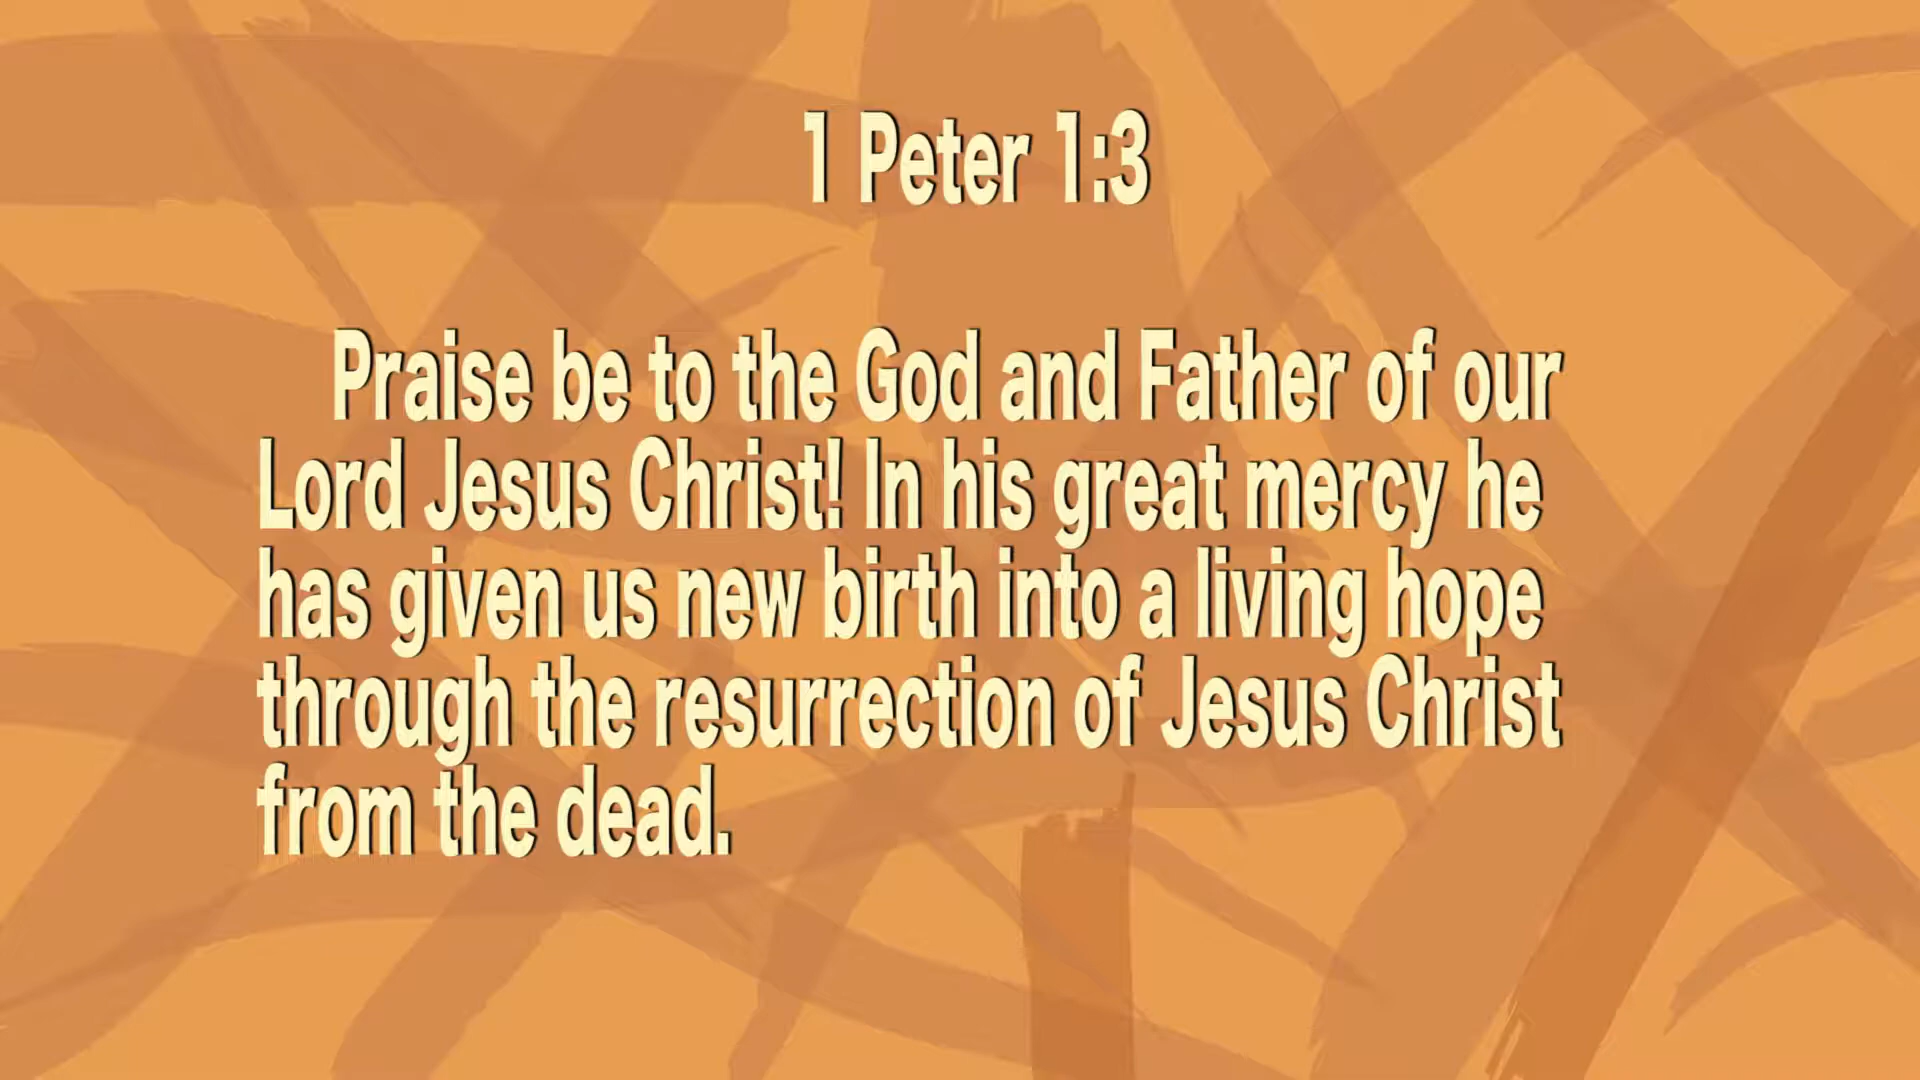 1 Peter 1:3
Praise be to the God and Father of our
Lord Jesus Christ! In his great mercy he
has given us new birth into a living hope
through the resurrection of Jesus Christ
from the dead.